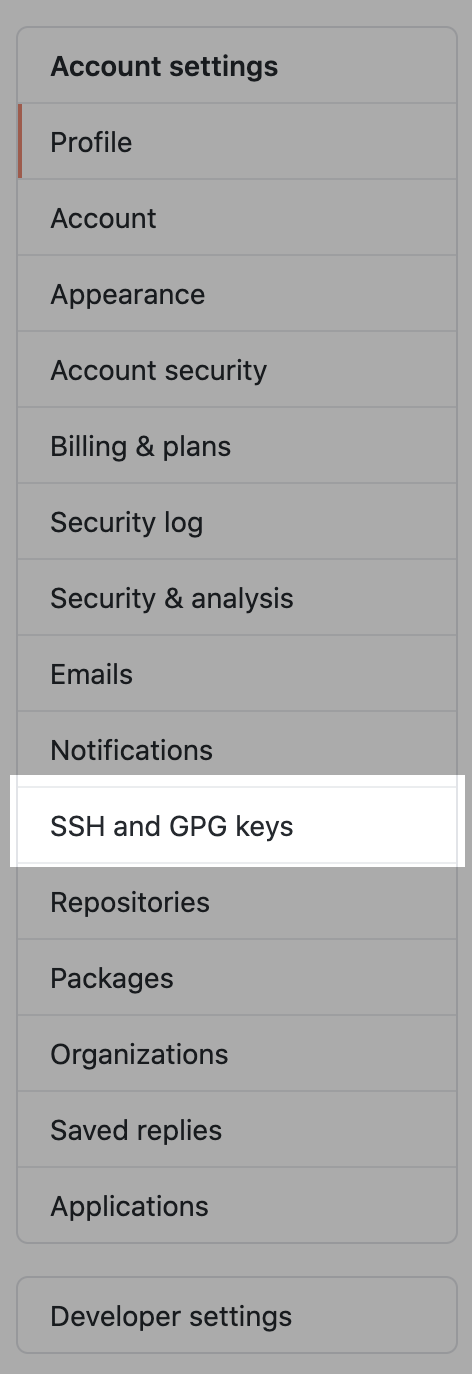 Account settings
Profile
Account
Appearance
Account security
Billing & plans
Security log
Security & analysis
Emails
Notifications
SSH and GPG keys
Repositories
Packages
Organizations
Saved replies
Applications
Developer settings